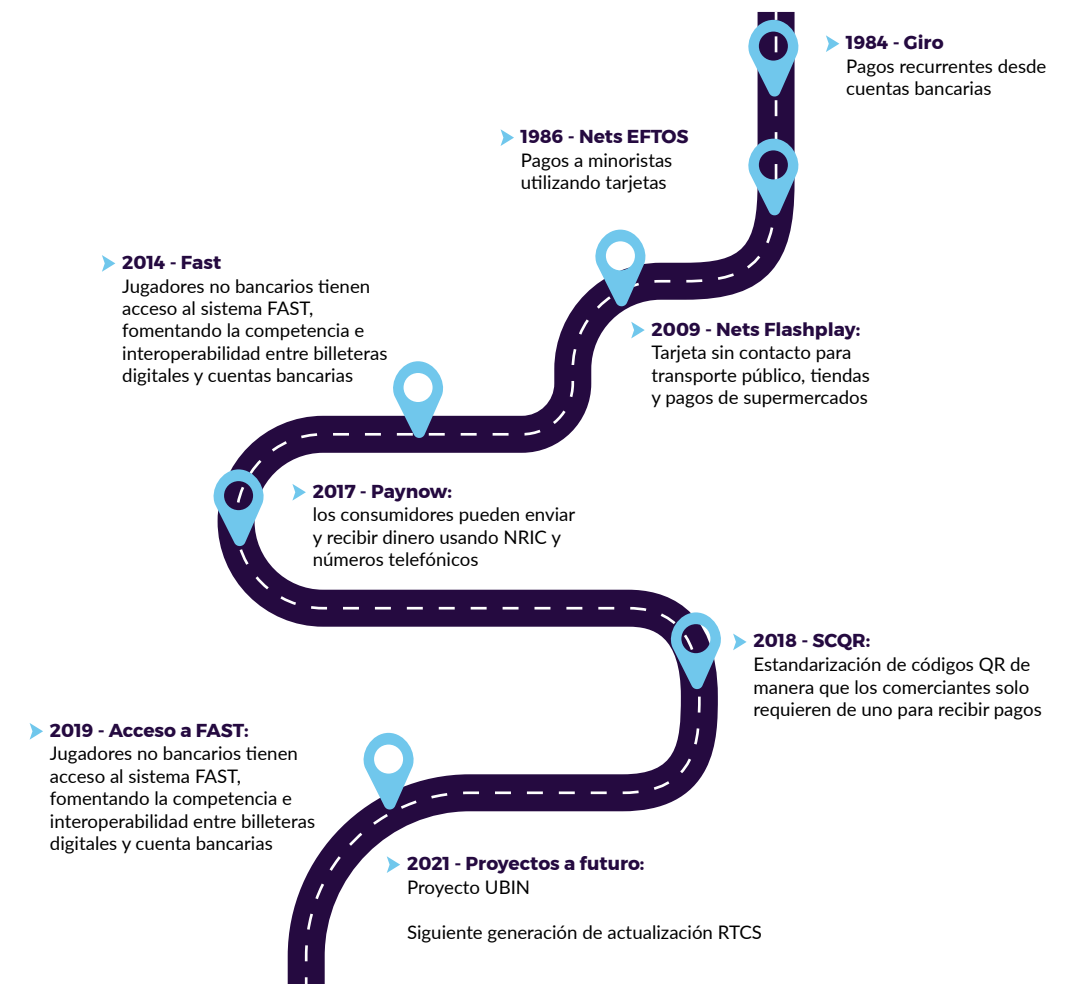 1984 - Giro
Pagos recurrentes desde
cuentas bancarias
1986 - Nets EFTOS
Pagos a minoristas
utilizando tarjetas
2009 - Nets Flashplay:
Tarjeta sin contacto para
transporte público, tiendas
y pagos de supermercados
2014 - Fast
Jugadores no bancarios tienen
acceso al sistema FAST,
fomentando la competencia e
interoperabilidad entre billeteras
digitales y cuentas bancarias
2017 - Paynow:
los consumidores pueden enviar
y recibir dinero usando NRIC y
números telefónicos
2018 - SCQR:
Estandarización de códigos QR de
manera que los comerciantes solo
requieren de uno para recibir pagos
2019 - Acceso a FAST:
Jugadores no bancarios tienen
acceso al sistema FAST,
fomentando la competencia e
interoperabilidad entre billeteras
digitales y cuenta bancarias
2021 - Proyectos a futuro:
Proyecto UBIN
Siguiente generación de actualización RTCS